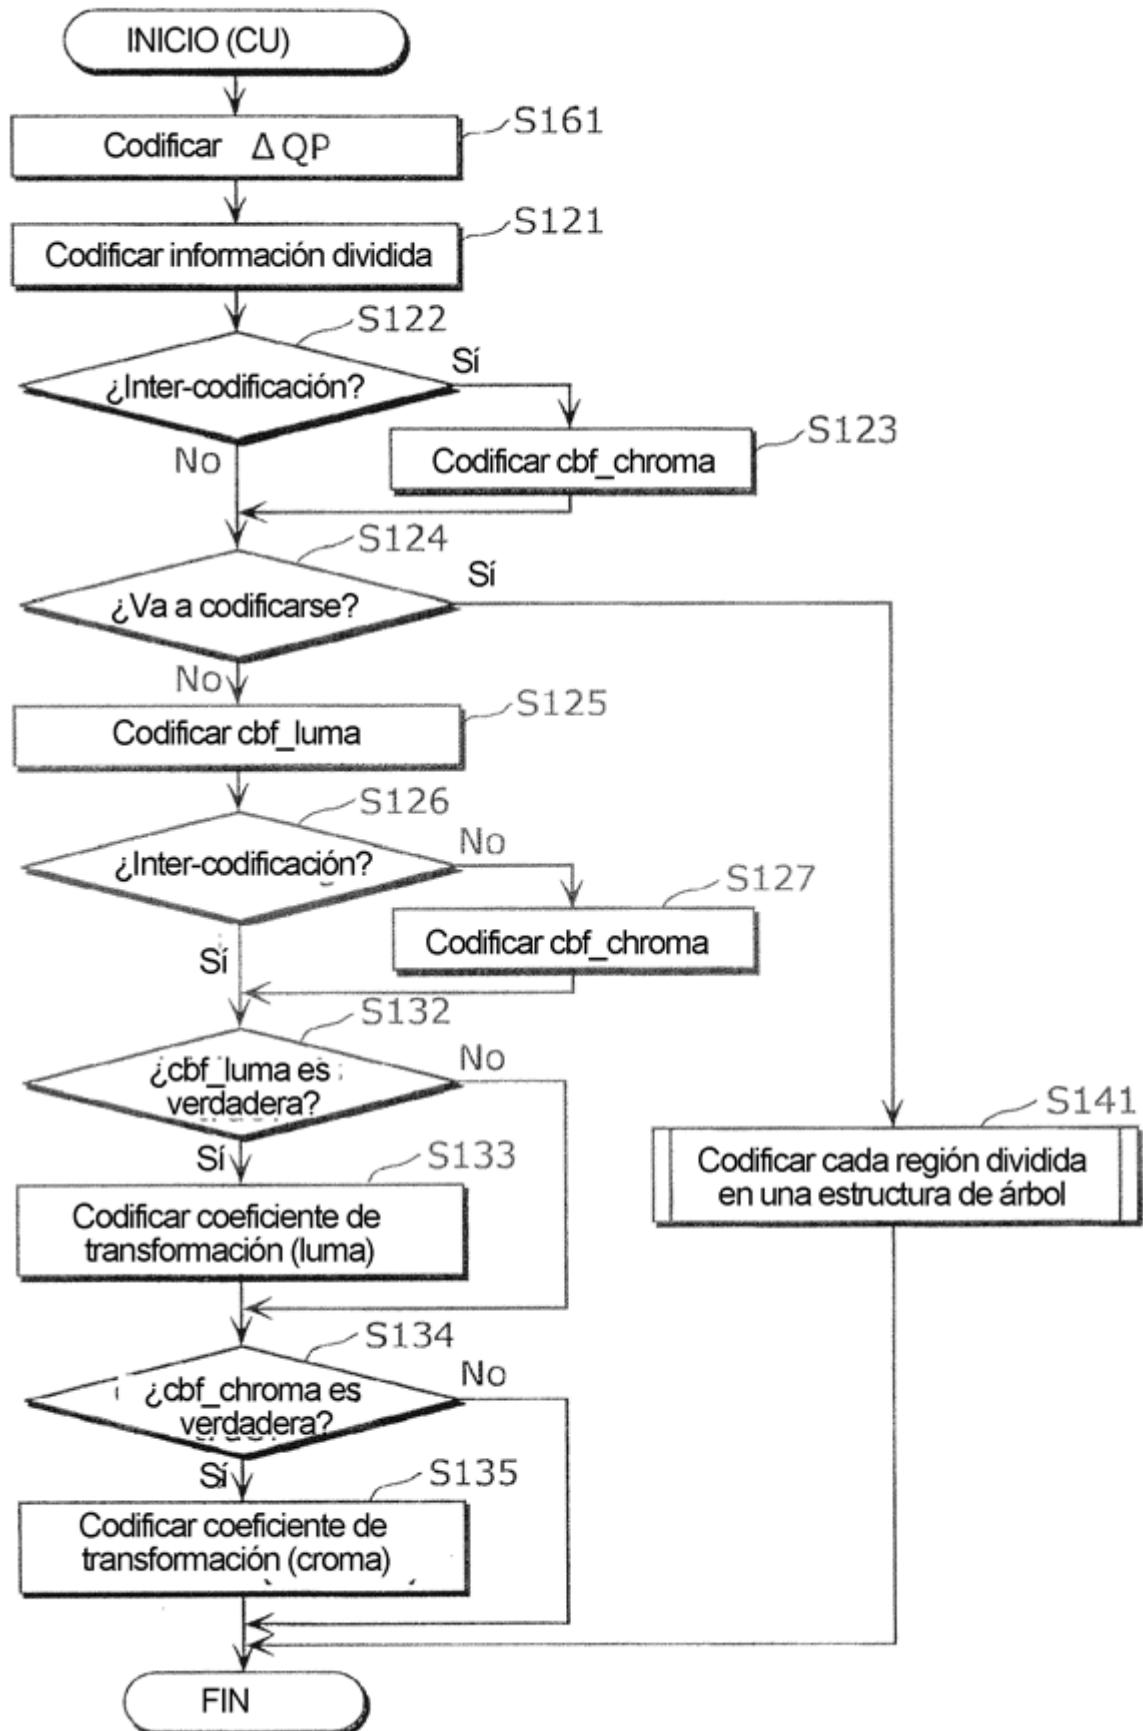 INICIO (CU)
S161
Codificar Δ QP
S121
Codificar información dividida
S122
¿Inter-codificación?
Sí
No
S123
Codificar cbf_chroma
S124
¿Va a codificarse?
Sí
No
S125
Codificar cbf_luma
S126
¿Inter-codificación?
No
Sí
S127
Codificar cbf_chroma
S132
¿cbf_luma es
verdadera?
No
Sí
S141
Codificar cada región dividida
en una estructura de árbol
S133
Codificar coeficiente de
transformación (luma)
S134
¿cbf_chroma es
verdadera?
No
Sí
S135
Codificar coeficiente de
transformación (croma)
FIN